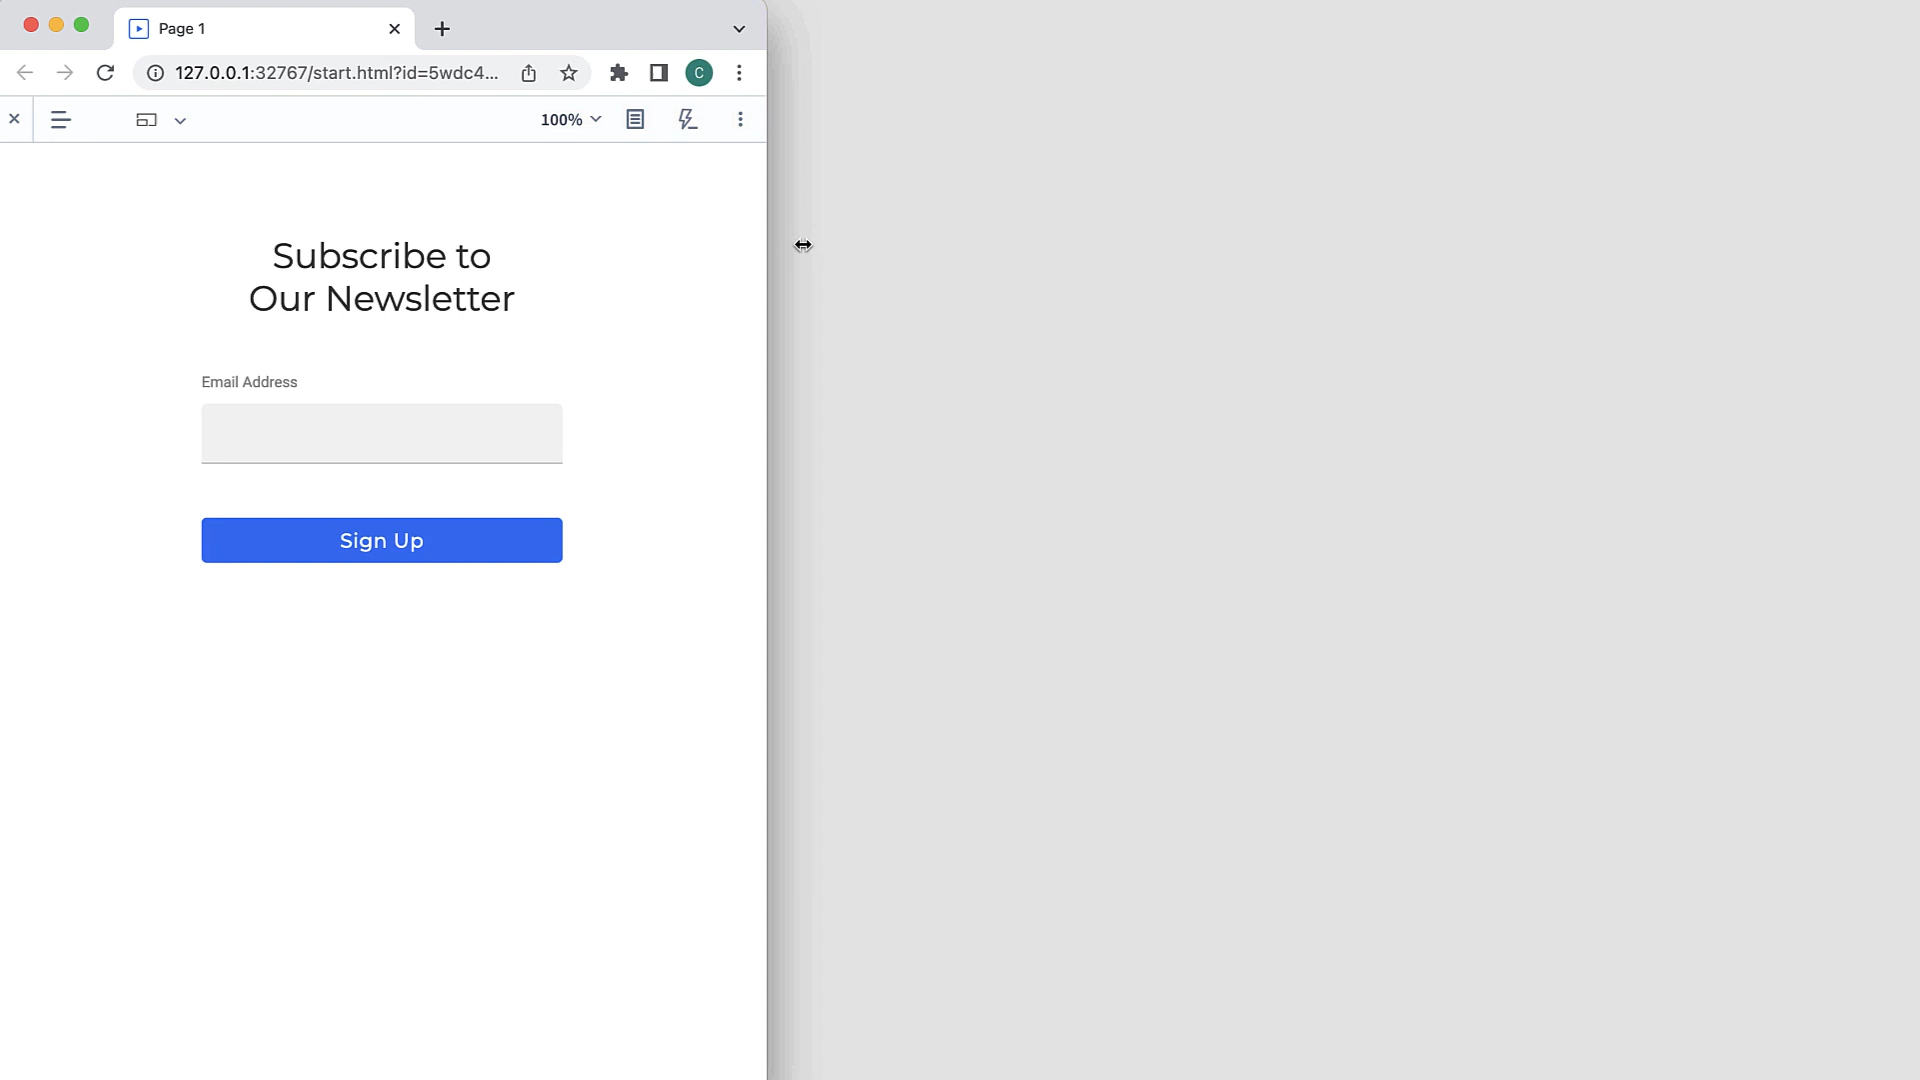 Page 1
127.0.0.1:32767/start.html?id=5wdc4...
C
100%
Subscribe to
Our Newsletter
Email Address
Sign Up